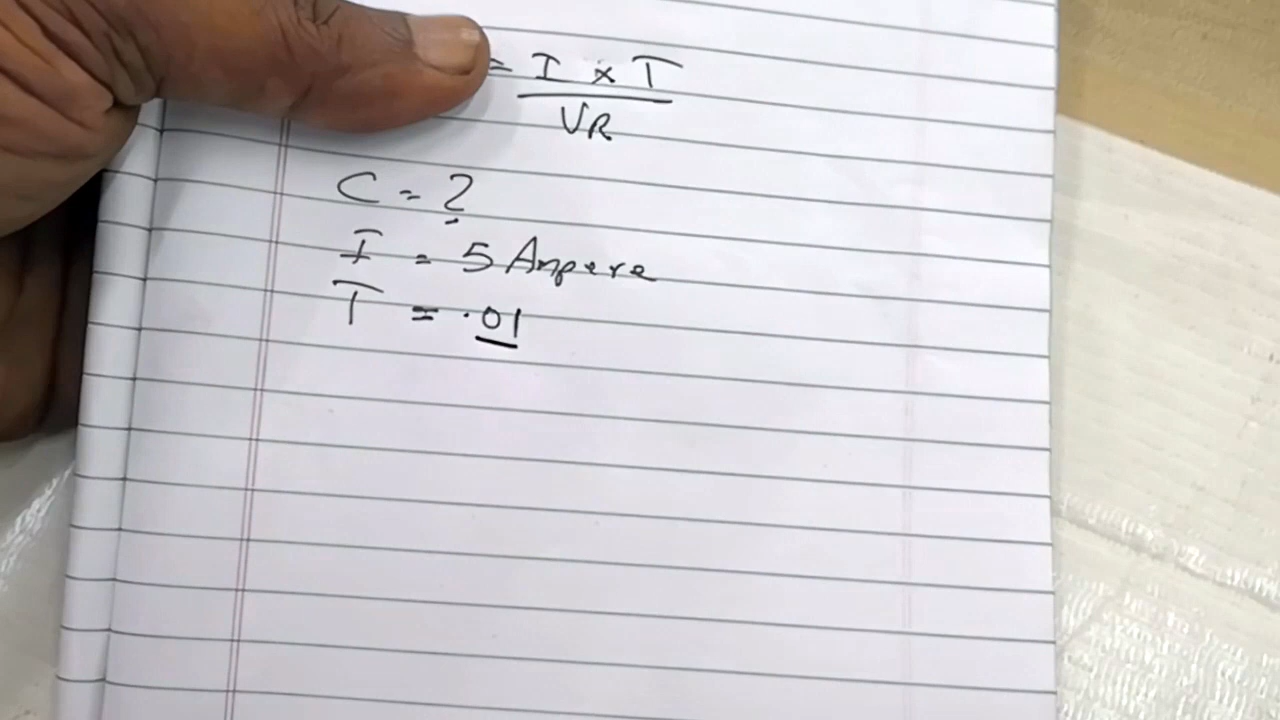 = I × T
VR
C = ?
I = 5 Ampere
T = .01